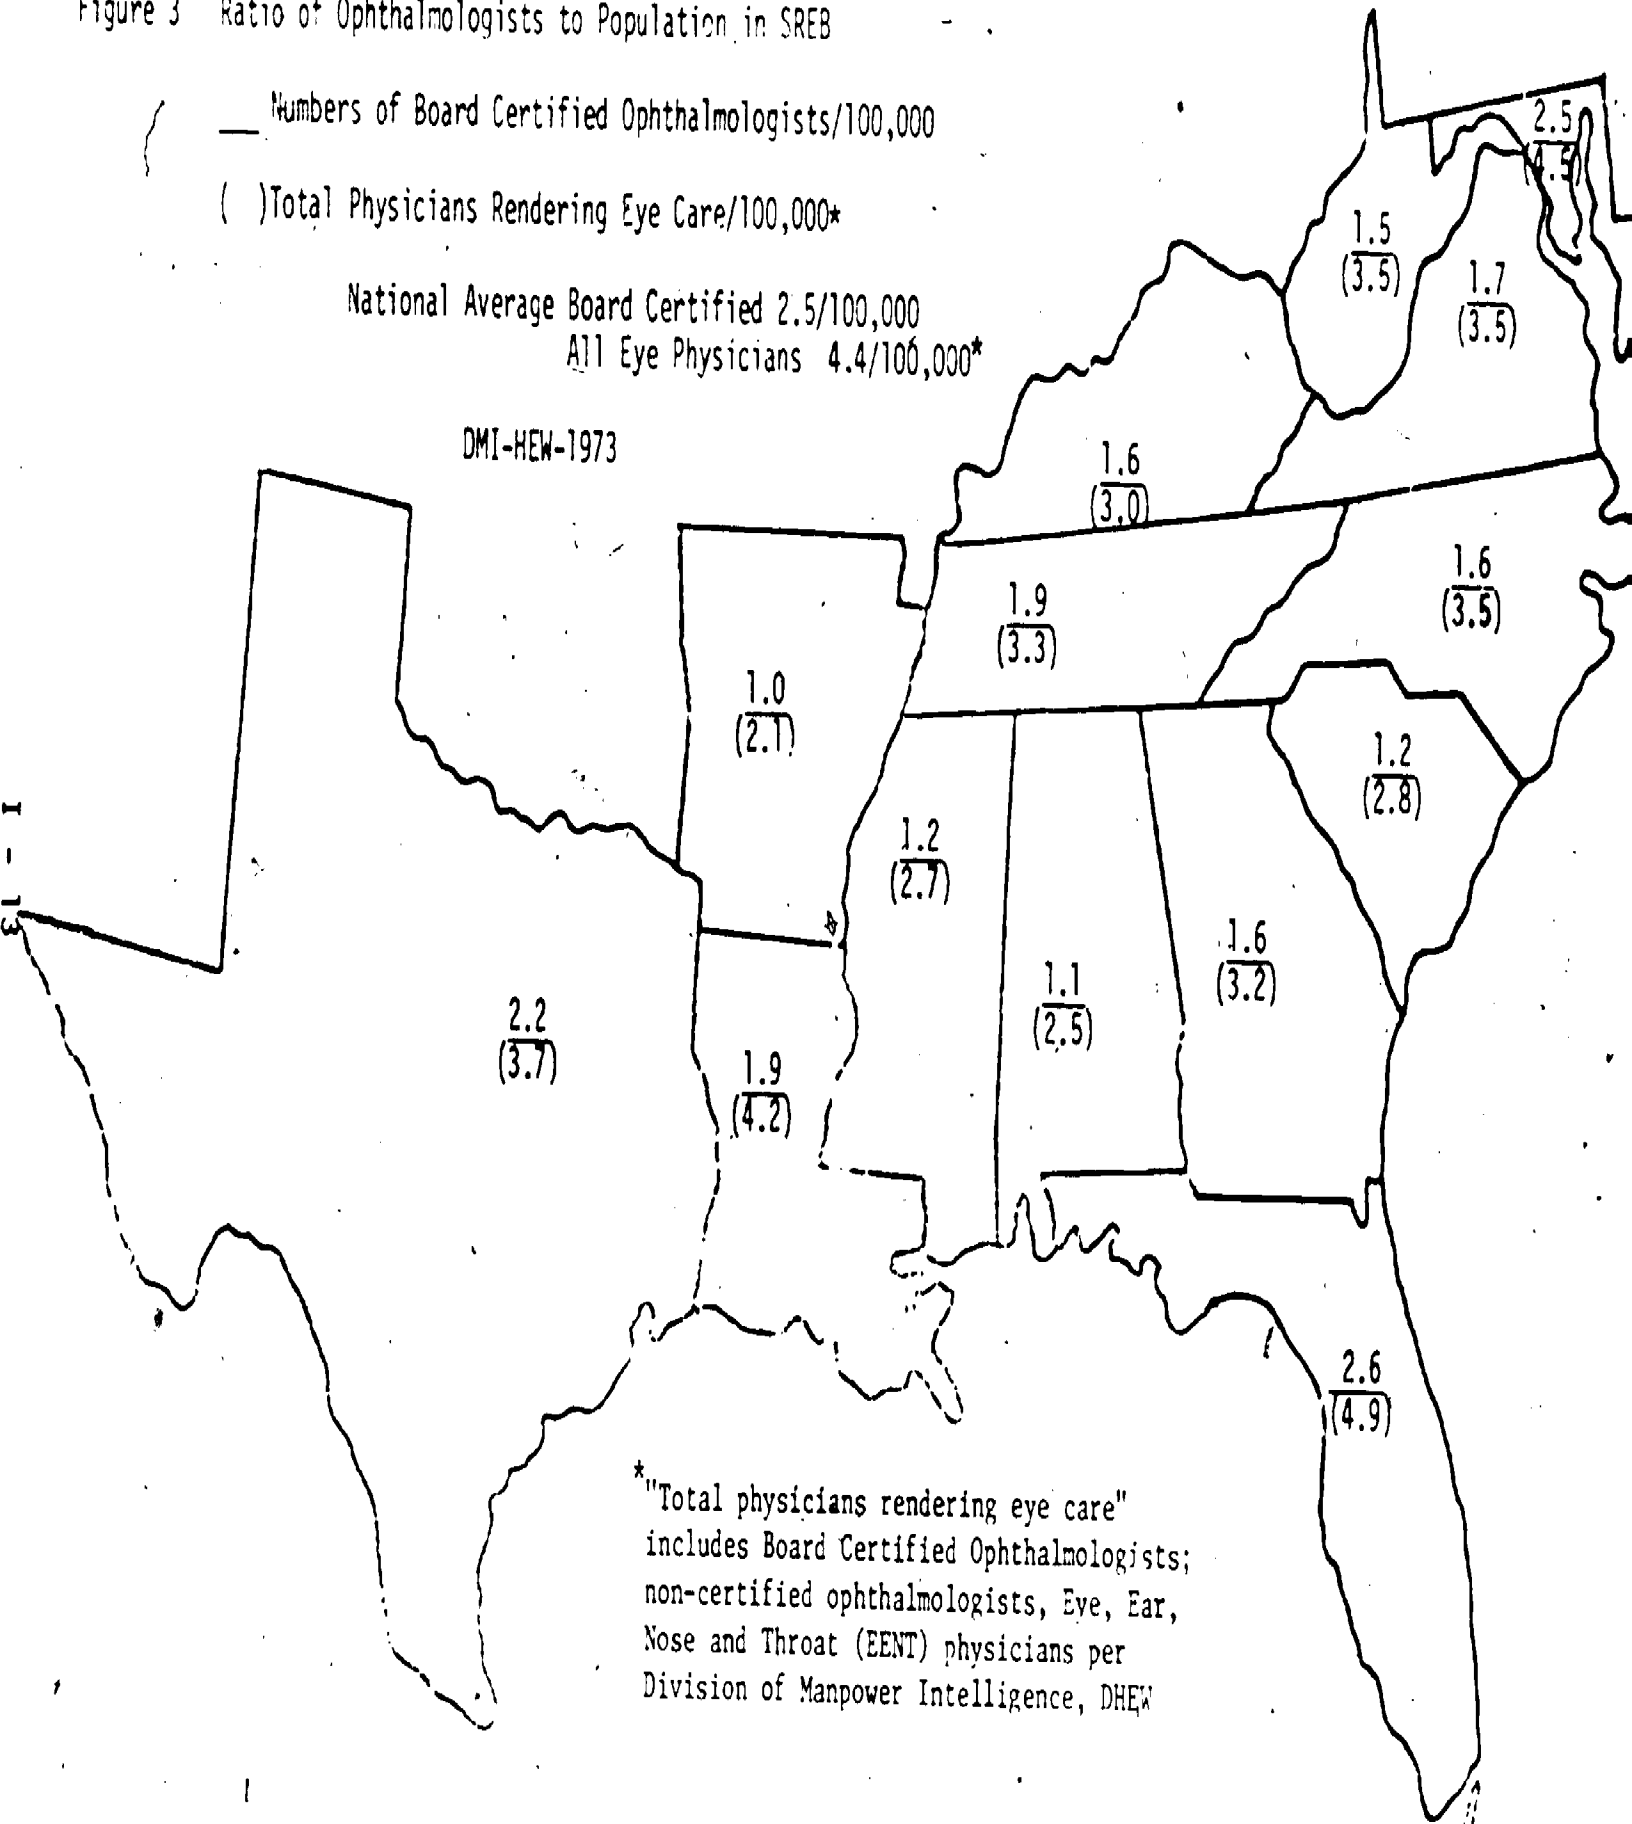 Figure 3 Ratio of Ophthalmologists to Population in SREB
__ Numbers of Board Certified Ophthalmologists/100,000
( )Total Physicians Rendering Eye Care/100,000*
National Average Board Certified 2.5/100,000
All Eye Physicians 4.4/100,000*
DMI-HEW-1973
2.5
(4.5)
1.5
(3.5)
1.7
(3.5)
1.6
(3.0)
1.6
(3.5)
1.9
(3.3)
1.0
(2.1)
1.2
(2.8)
1.2
(2.7)
1.6
(3.2)
1.1
(2.5)
2.2
(3.7)
1.9
(4.2)
2.6
(4.9)
I - 13
*"Total physicians rendering eye care"
includes Board Certified Ophthalmologists;
non-certified ophthalmologists, Eye, Ear,
Nose and Throat (EENT) physicians per
Division of Manpower Intelligence, DHEW